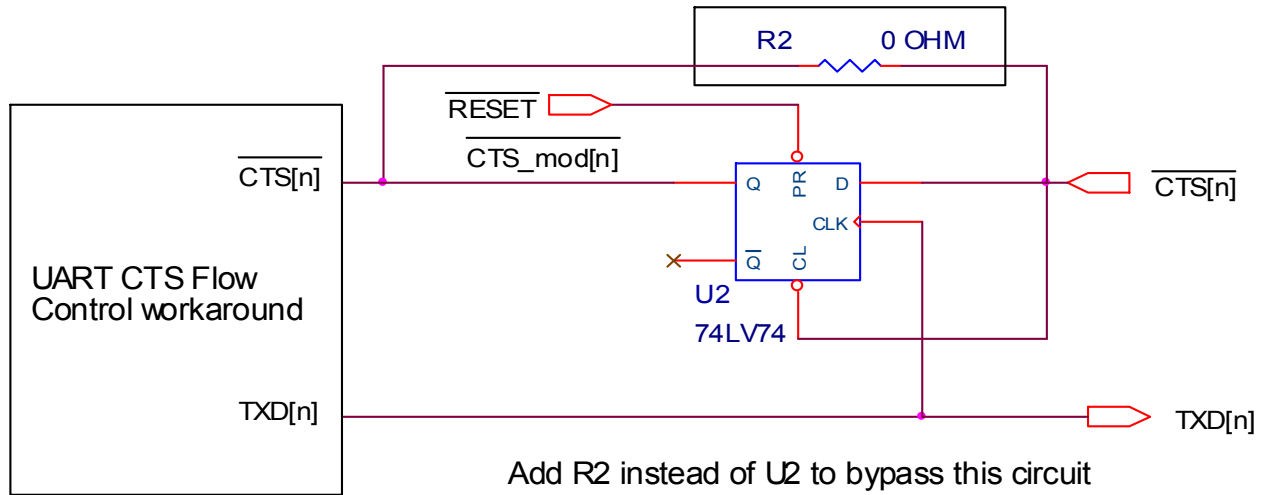 R2 0 OHM
RESET
CTS_mod[n]
CTS[n]
Q PR D
CTS[n]
CLK
UART CTS Flow
Control workaround
Q CL
U2
74LV74
TXD[n]
TXD[n]
Add R2 instead of U2 to bypass this circuit